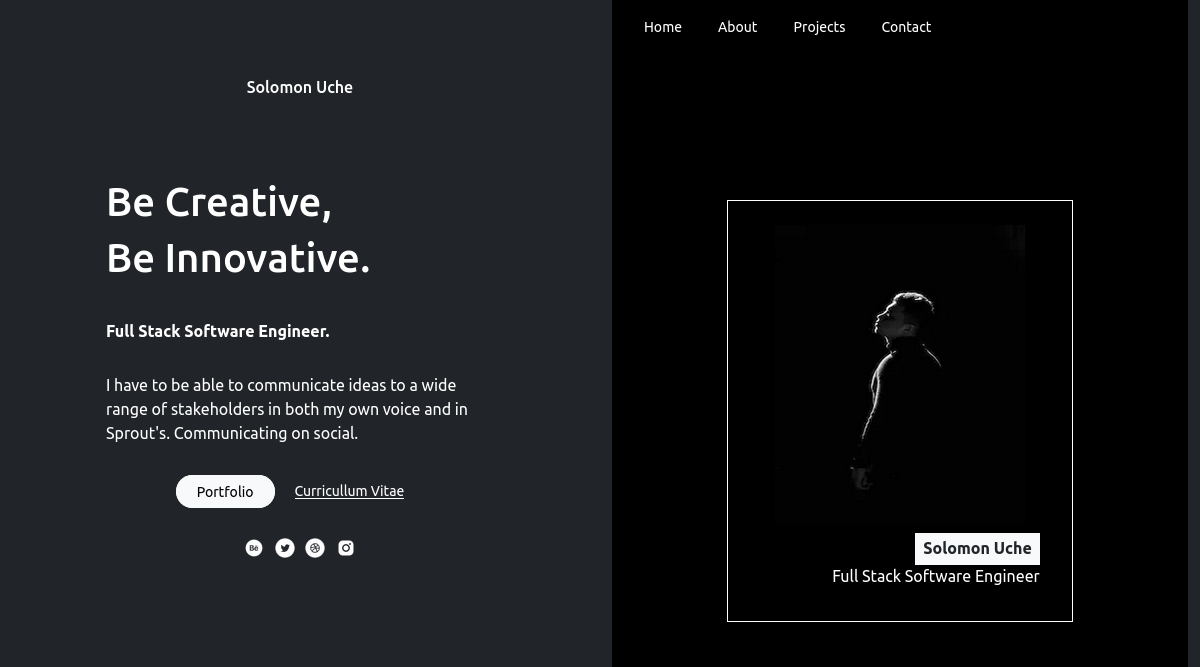 Home About Projects Contact
Solomon Uche
Be Creative,
Be Innovative.
Full Stack Software Engineer.
I have to be able to communicate ideas to a wide
range of stakeholders in both my own voice and in
Sprout's. Communicating on social.
Portfolio Curricullum Vitae
Bē
Solomon Uche
Full Stack Software Engineer